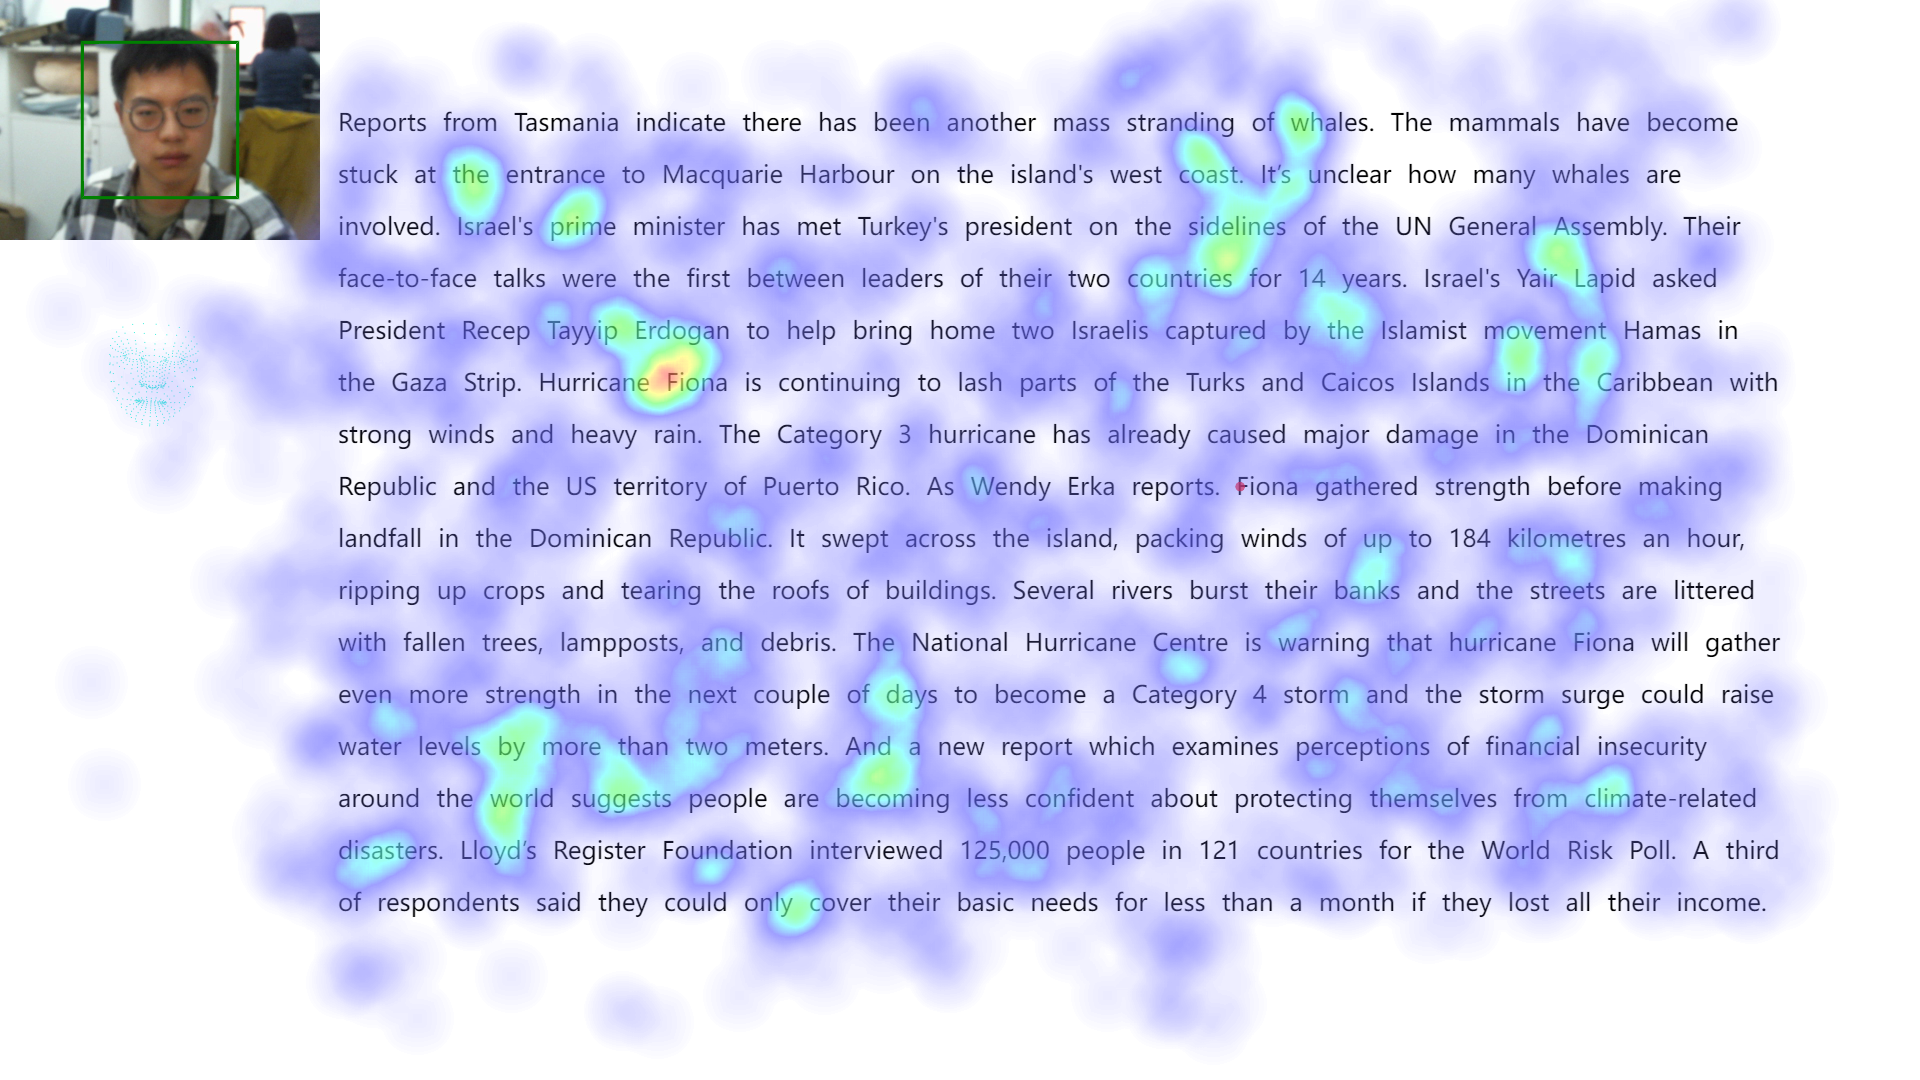 Reports from Tasmania indicate there has been another mass stranding of whales. The mammals have become
stuck at the entrance to Macquarie Harbour on the island's west coast. It’s unclear how many whales are
involved. Israel's prime minister has met Turkey's president on the sidelines of the UN General Assembly. Their
face-to-face talks were the first between leaders of their two countries for 14 years. Israel's Yair Lapid asked
President Recep Tayyip Erdogan to help bring home two Israelis captured by the Islamist movement Hamas in
the Gaza Strip. Hurricane Fiona is continuing to lash parts of the Turks and Caicos Islands in the Caribbean with
strong winds and heavy rain. The Category 3 hurricane has already caused major damage in the Dominican
Republic and the US territory of Puerto Rico. As Wendy Erka reports. Fiona gathered strength before making
landfall in the Dominican Republic. It swept across the island, packing winds of up to 184 kilometres an hour,
ripping up crops and tearing the roofs of buildings. Several rivers burst their banks and the streets are littered
with fallen trees, lampposts, and debris. The National Hurricane Centre is warning that hurricane Fiona will gather
even more strength in the next couple of days to become a Category 4 storm and the storm surge could raise
water levels by more than two meters. And a new report which examines perceptions of financial insecurity
around the world suggests people are becoming less confident about protecting themselves from climate-related
disasters. Lloyd’s Register Foundation interviewed 125,000 people in 121 countries for the World Risk Poll. A third
of respondents said they could only cover their basic needs for less than a month if they lost all their income.